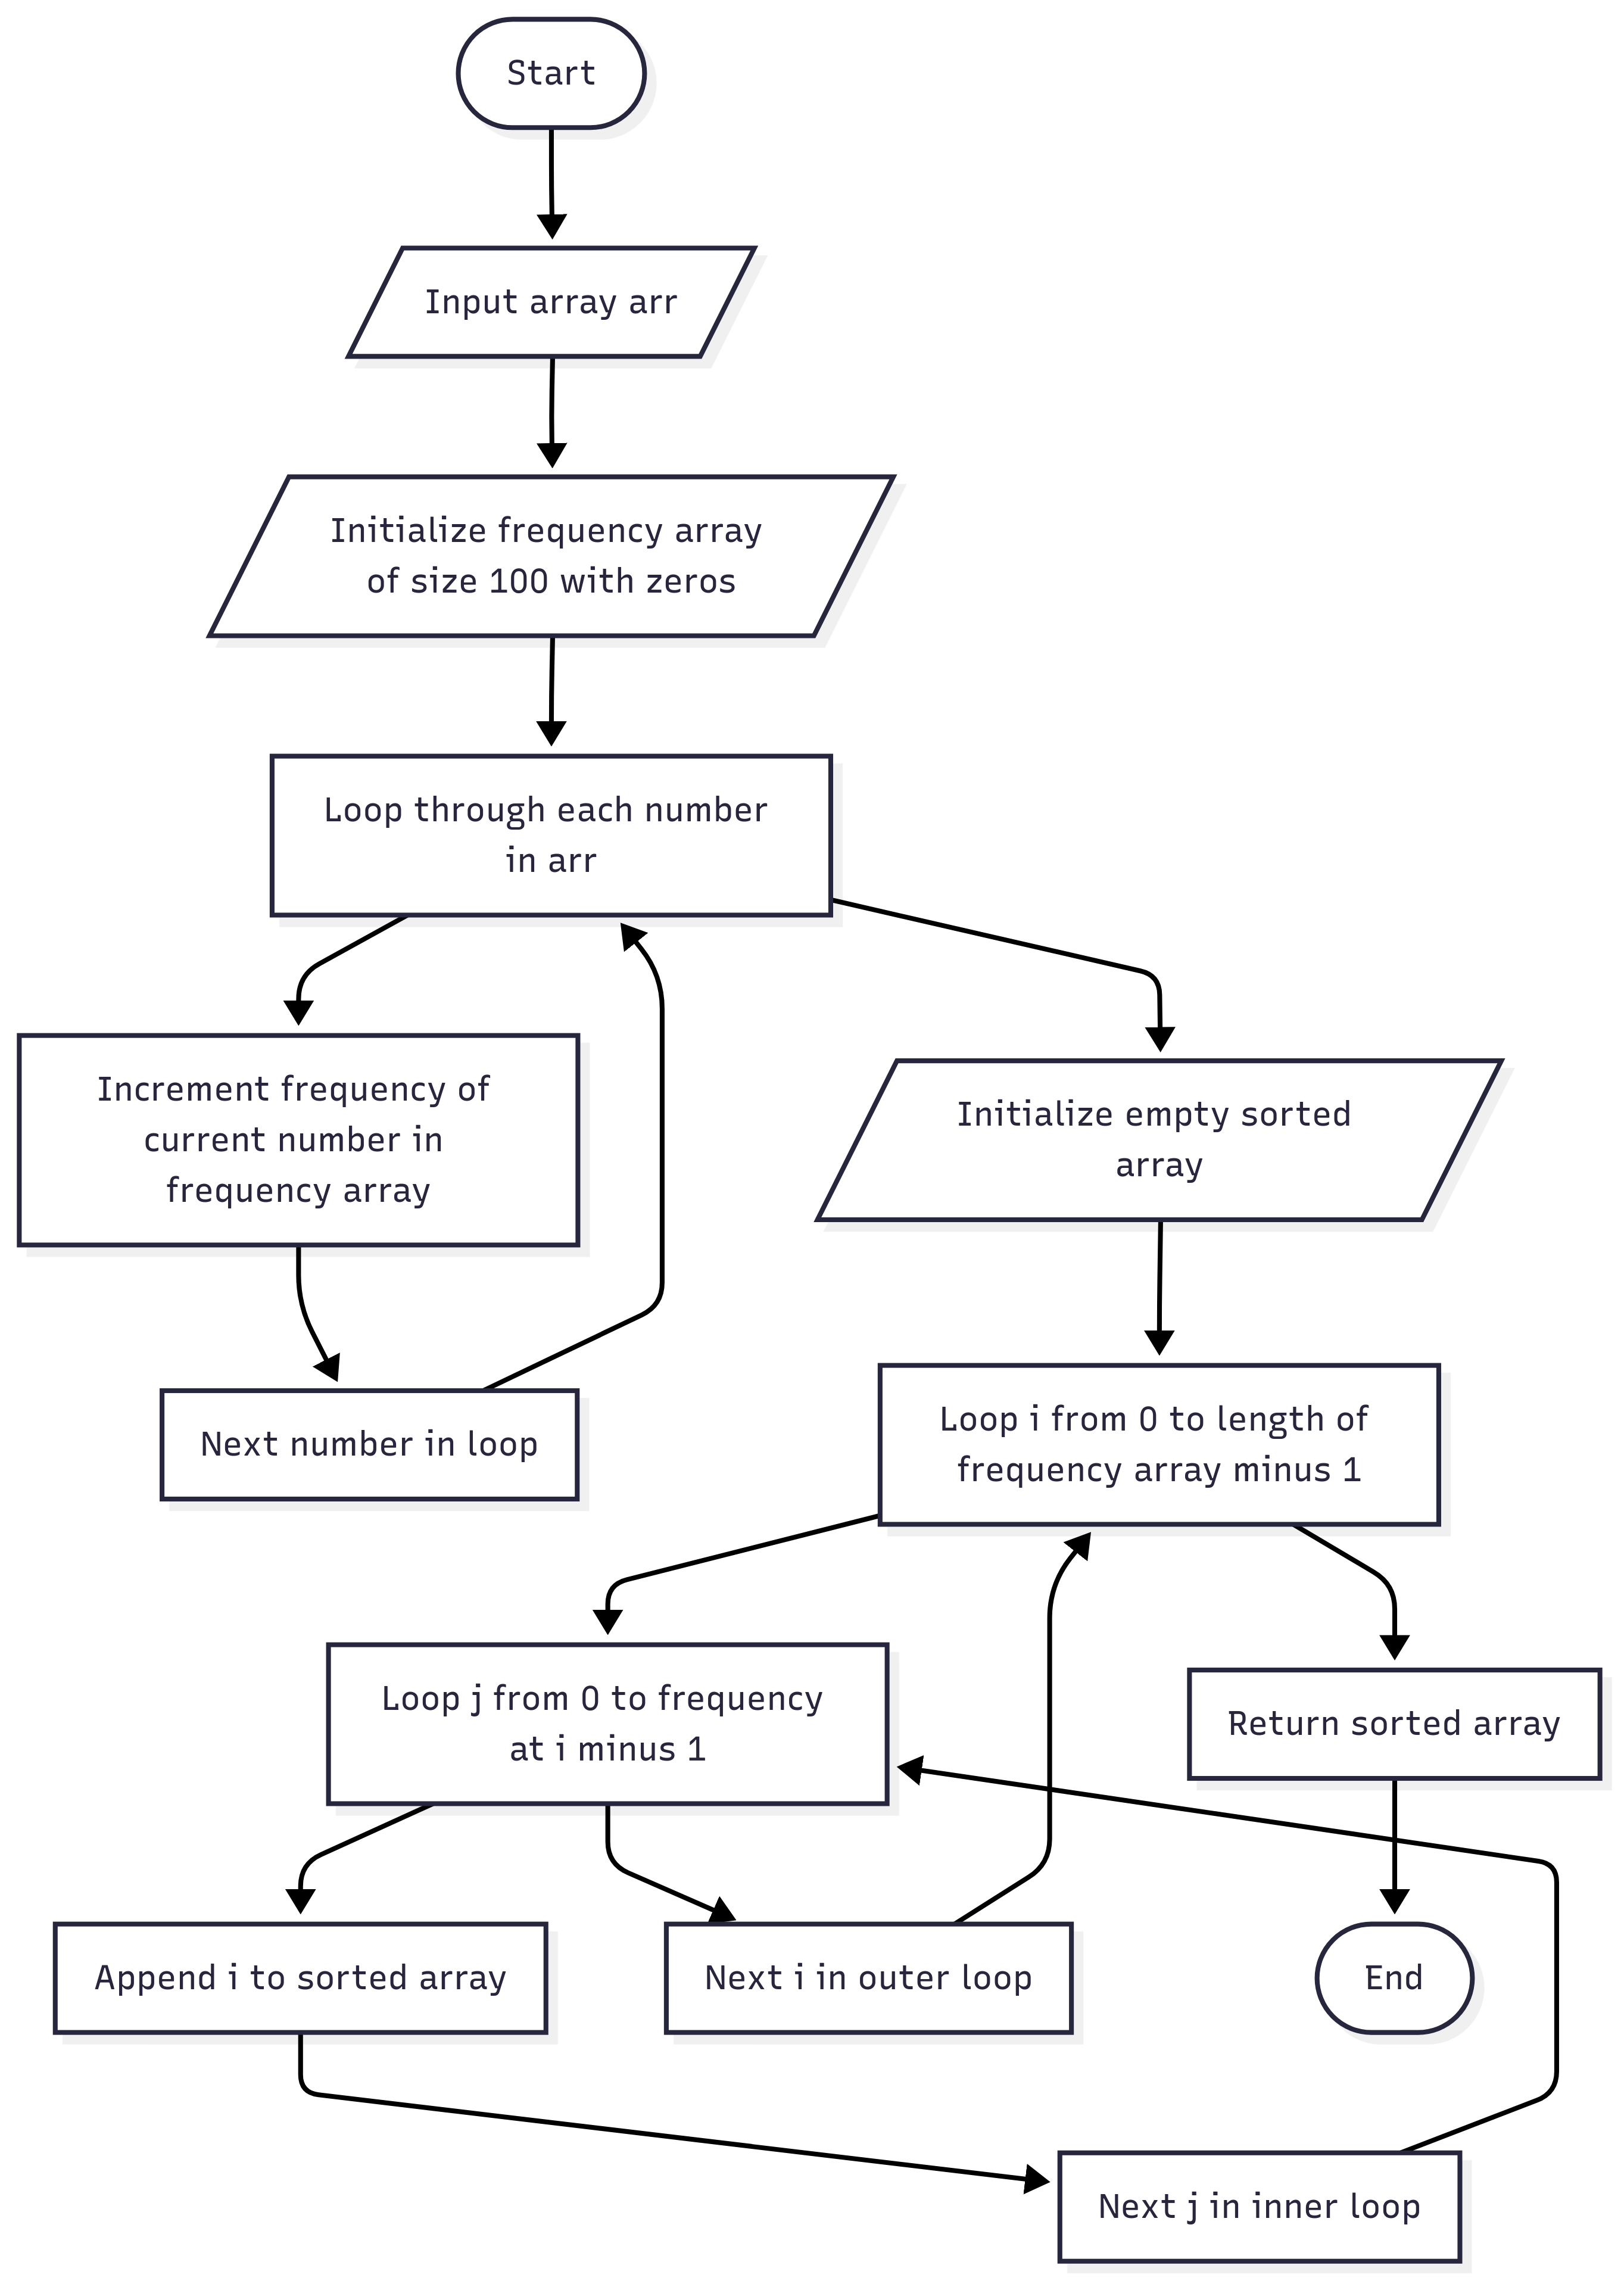 Start
Input array arr
Initialize frequency array
of size 100 with zeros
Loop through each number
in arr
Increment frequency of
current number in
frequency array
Initialize empty sorted
array
Next number in loop
Loop i from 0 to length of
frequency array minus 1
Loop j from 0 to frequency
at i minus 1
Return sorted array
Append i to sorted array
Next i in outer loop
End
Next j in inner loop